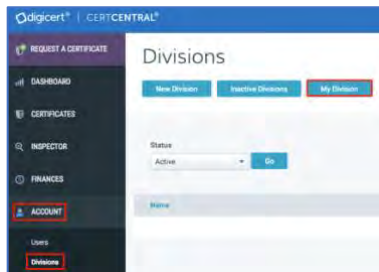 digicert® | CERTCENTRAL®
REQUEST A CERTIFICATE
Divisions
DASHBOARD
New Division Inactive Divisions My Division
CERTIFICATES
INSPECTOR
Status
Active Go
FINANCES
ACCOUNT
Name
Users
Divisions